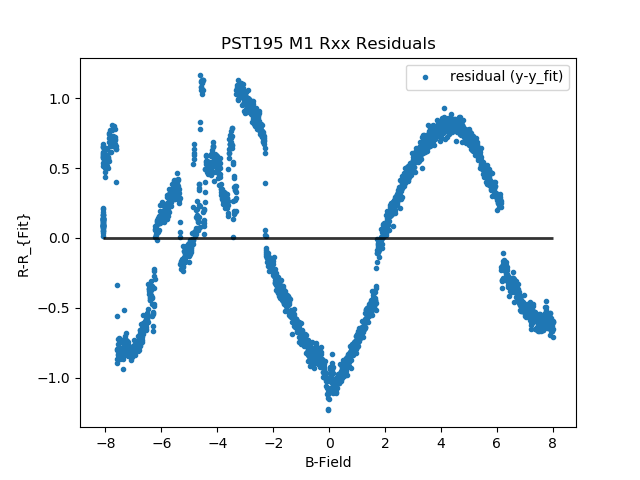 PST195 M1 Rxx Residuals
residual (y-y_fit)
1.0
0.5
0.0
−0.5
−1.0
R-R_{Fit}
−8 −6 −4 −2 0 2 4 6 8
B-Field